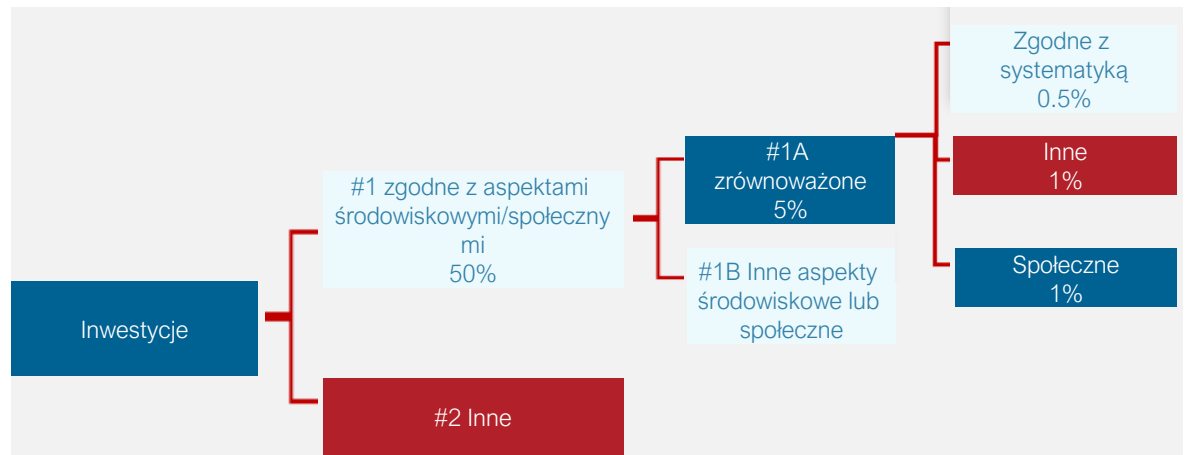 Zgodne z
systematyką
0.5%
#1A
zrównoważone
5%
Inne
1%
#1 zgodne z aspektami
środowiskowymi/społeczny
mi
50%
#1B Inne aspekty
środowiskowe lub
społeczne
Społeczne
1%
Inwestycje
#2 Inne